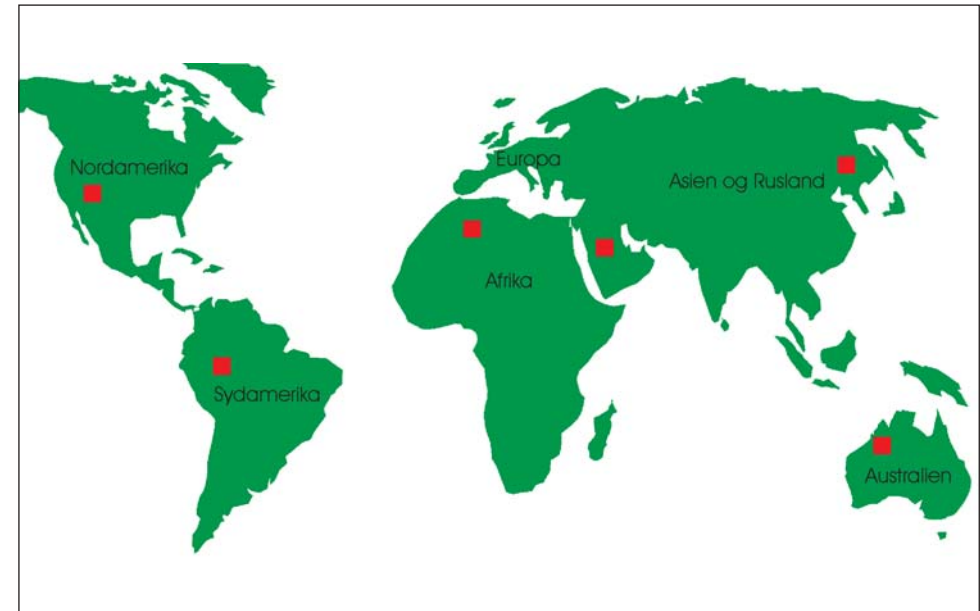 Nordamerika
Europa
Asien og Rusland
Afrika
Sydamerika
Australien